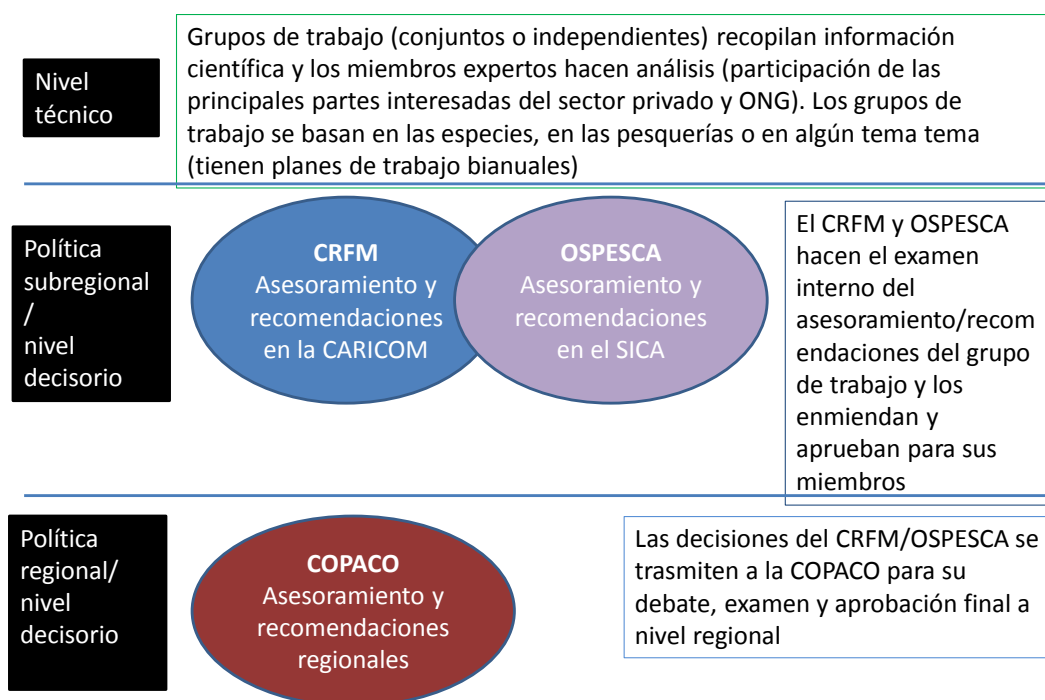 Nivel
técnico
Grupos de trabajo (conjuntos o independientes) recopilan información
científica y los miembros expertos hacen análisis (participación de las
principales partes interesadas del sector privado y ONG). Los grupos de
trabajo se basan en las especies, en las pesquerías o en algún tema tema
(tienen planes de trabajo bianuales)
Política
subregional
/
nivel
decisorio
CRFM
Asesoramiento y
recomendaciones
en la CARICOM
OSPESCA
Asesoramiento y
recomendaciones
en el SICA
El CRFM y OSPESCA
hacen el examen
interno del
asesoramiento/recom
endaciones del grupo
de trabajo y los
enmiendan y
aprueban para sus
miembros
Política
regional/
nivel
decisorio
COPACO
Asesoramiento y
recomendaciones
regionales
Las decisiones del CRFM/OSPESCA se
trasmiten a la COPACO para su
debate, examen y aprobación final a
nivel regional